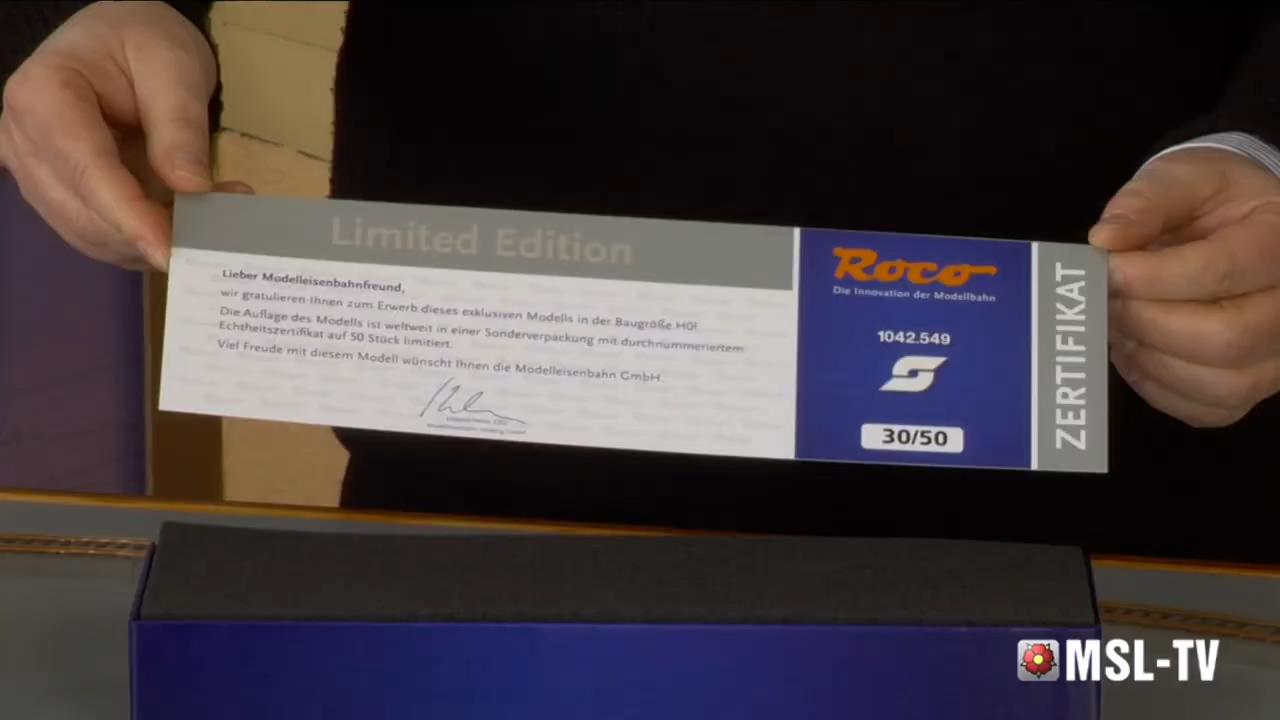 Limited Edition
Lieber Modelleisenbahnfreund,
wir gratulieren Ihnen zum Erwerb dieses exklusiven Modells in der Baugröße H0!
Die Auflage des Modells ist weltweit in einer Sonderverpackung mit durchnummeriertem
Echtheitszertifikat auf 50 Stück limitiert.
Viel Freude mit diesem Modell wünscht Ihnen die Modelleisenbahn GmbH.
Roco
Die Innovation der Modellbahn
1042.549
30/50
ZERTIFIKAT
MSL-TV